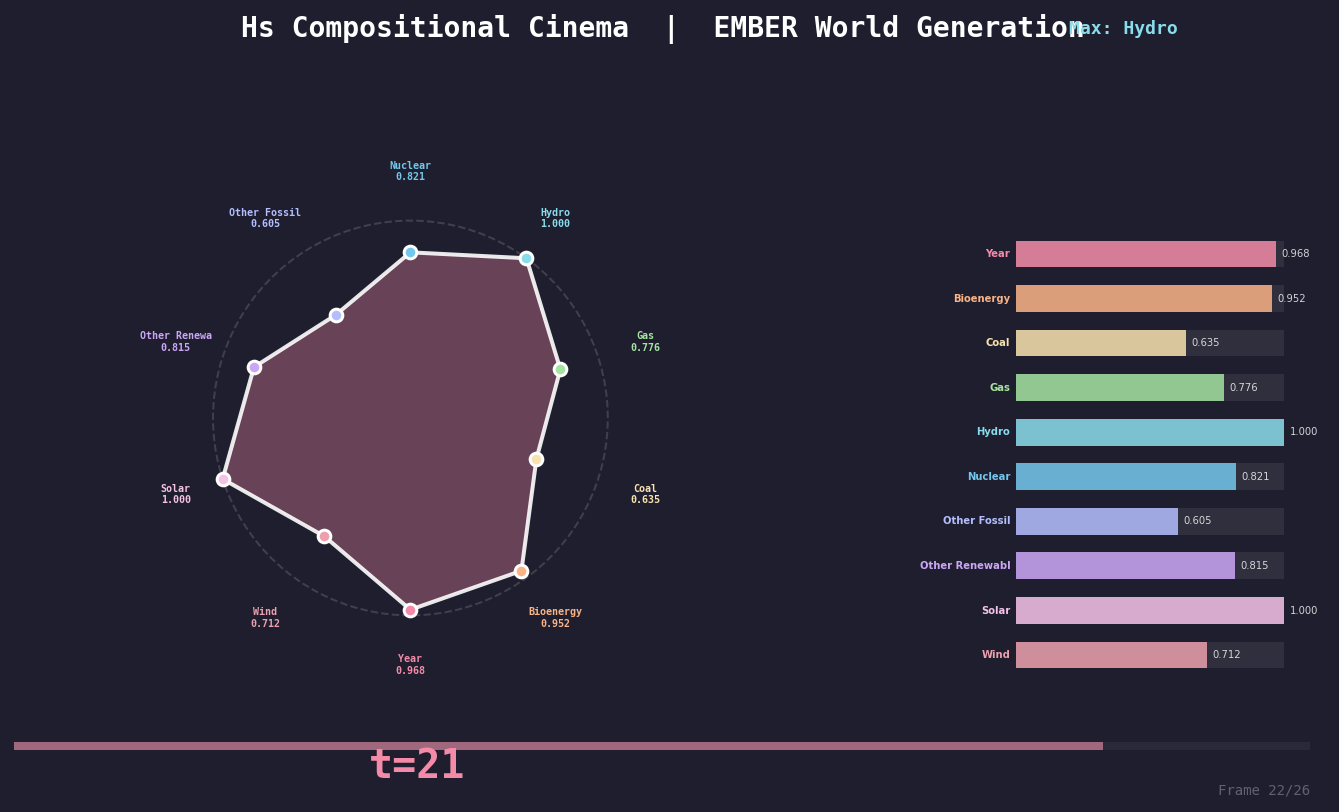 Hs Compositional Cinema | EMBER World Generation
Max: Hydro
Nuclear
0.821
Other Fossil
0.605
Hydro
1.000
Other Renewa
0.815
Gas
0.776
Solar
1.000
Coal
0.635
Wind
0.712
Bioenergy
0.952
Year
0.968
Year 0.968
Bioenergy 0.952
Coal 0.635
Gas 0.776
Hydro 1.000
Nuclear 0.821
Other Fossil 0.605
Other Renewabl 0.815
Solar 1.000
Wind 0.712
t=21
Frame 22/26